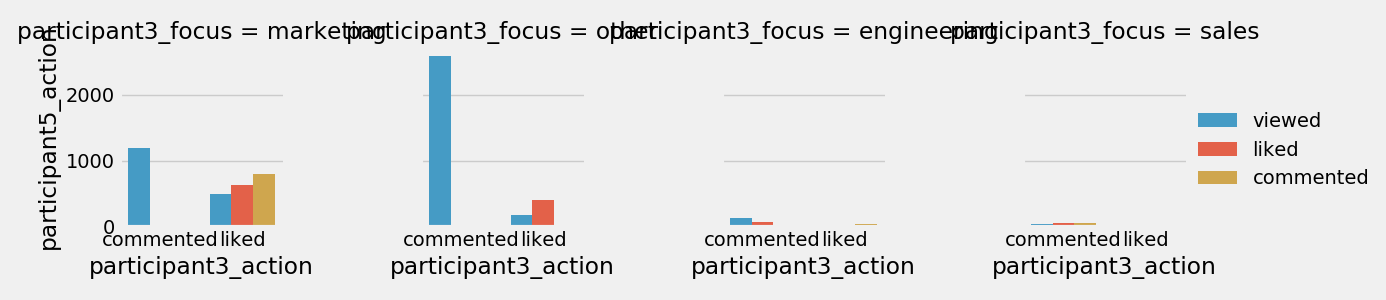 participant3_focus = marketing
participant3_focus = other
participant3_focus = engineering
participant3_focus = sales
participant5_action
2000
1000
0
viewed
liked
commented
commented liked
commented liked
commented liked
commented liked
participant3_action
participant3_action
participant3_action
participant3_action